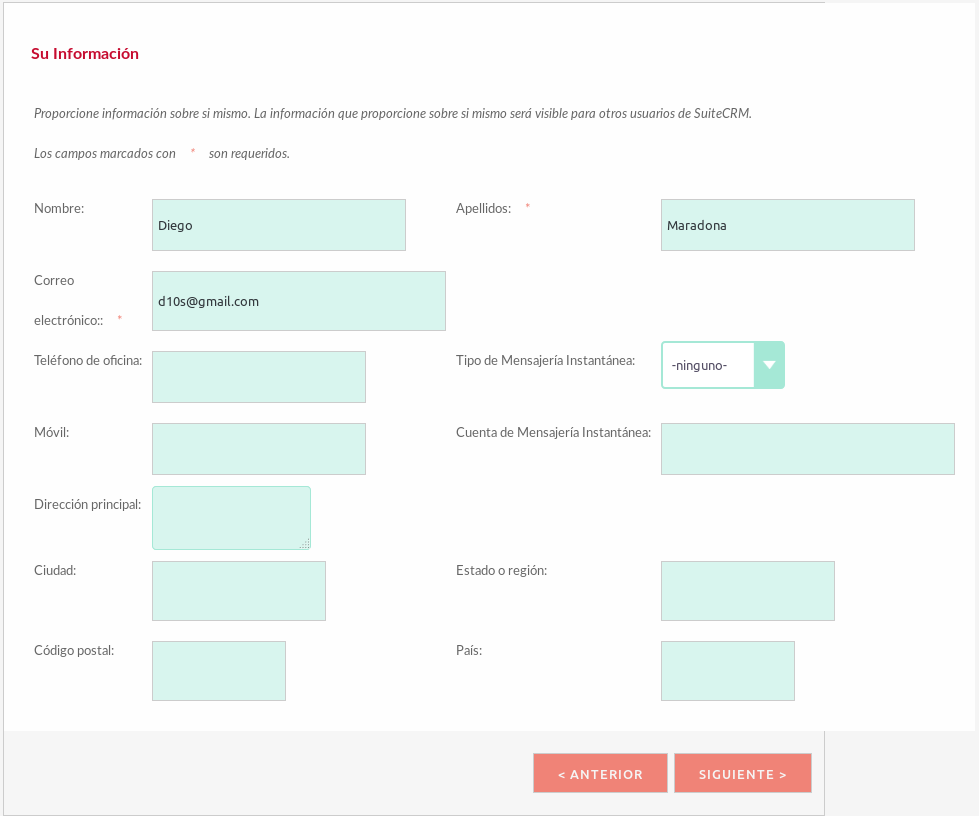 Su Información
Proporcione información sobre si mismo. La información que proporcione sobre si mismo será visible para otros usuarios de SuiteCRM.
Los campos marcados con * son requeridos.
Nombre: Diego Apellidos: * Maradona
Correo
electrónico:: * d10s@gmail.com
Teléfono de oficina: Tipo de Mensajería Instantánea: -ninguno-
Móvil: Cuenta de Mensajería Instantánea:
Dirección principal:
Ciudad: Estado o región:
Código postal: País:
< ANTERIOR SIGUIENTE >